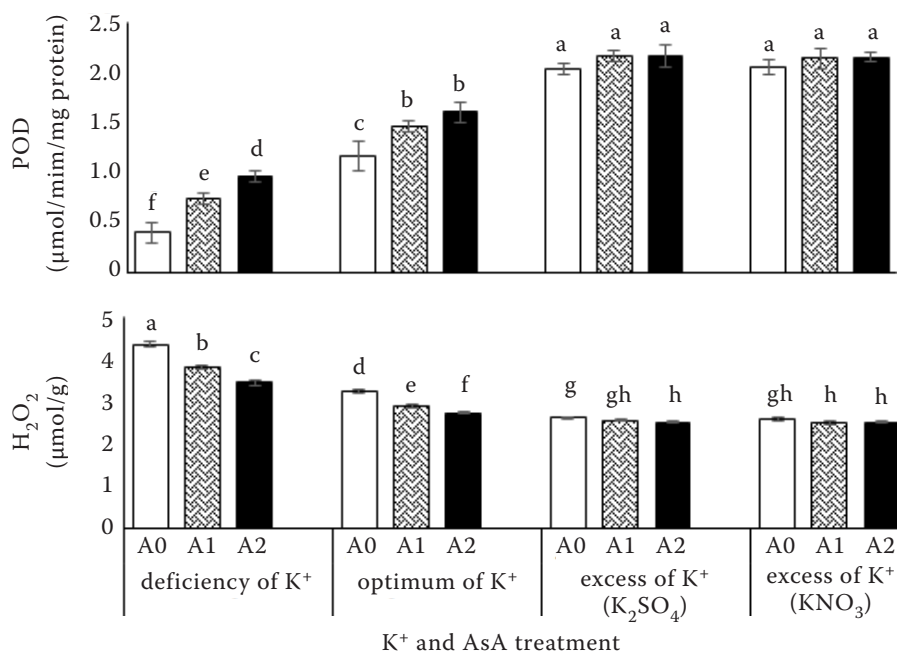 POD
(μmol/mim/mg protein)
2.5
2.0
1.5
1.0
0.5
0
f
e
d
c
b
b
a
a
a
a
a
a
H₂O₂
(μmol/g)
5
4
3
2
1
0
a
b
c
d
e
f
g
gh
h
gh
h
h
A0 A1 A2 A0 A1 A2 A0 A1 A2 A0 A1 A2
deficiency of K⁺
optimum of K⁺
excess of K⁺
(K₂SO₄)
excess of K⁺
(KNO₃)
K⁺ and AsA treatment